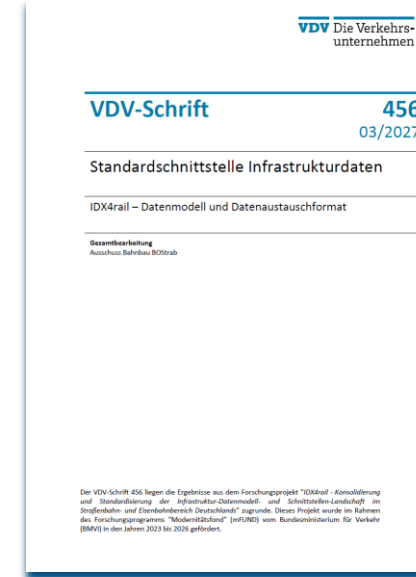 VDV Die Verkehrs-
unternehmen
VDV-Schrift 456
03/2027
Standardschnittstelle Infrastrukturdaten
IDX4rail – Datenmodell und Datenaustauschformat
Gesamtbearbeitung
Ausschuss Bahnbau BOStrab
Der VDV-Schrift 456 liegen die Ergebnisse aus dem Forschungsprojekt "IDX4rail - Konsolidierung
und Standardisierung der Infrastruktur-Datenmodell- und Schnittstellen-Landschaft im
Straßenbahn- und Eisenbahnbereich Deutschlands" zugrunde. Dieses Projekt wurde im Rahmen
des Forschungsprogramms "Modernitätsfond" (mFUND) vom Bundesministerium für Verkehr
(BMVI) in den Jahren 2023 bis 2026 gefördert.